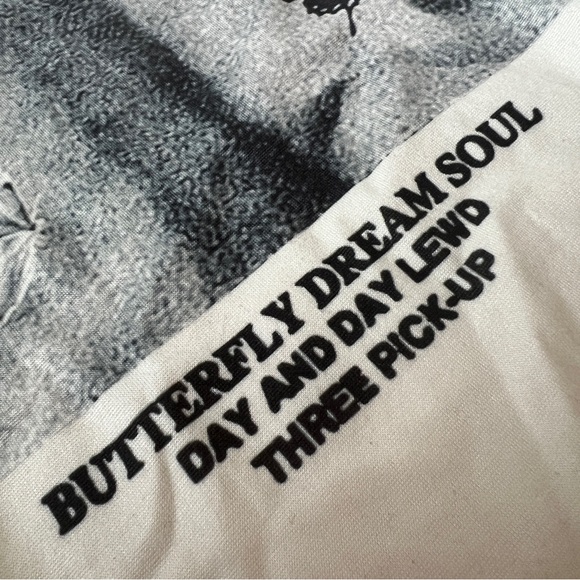 BUTTERFLY DREAM SOUL
DAY AND DAY LEWD
THREE PICK-UP